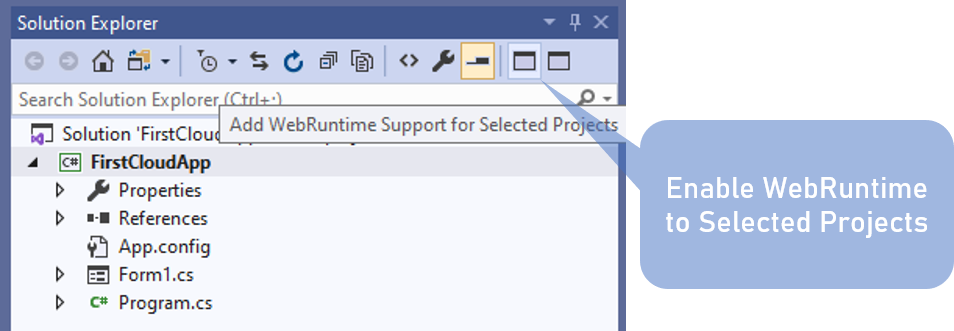 Solution Explorer
Search Solution Explorer (Ctrl+;)
Add WebRuntime Support for Selected Projects
Solution 'FirstClou
C# FirstCloudApp
Properties
References
App.config
Form1.cs
C# Program.cs
Enable WebRuntime
to Selected Projects